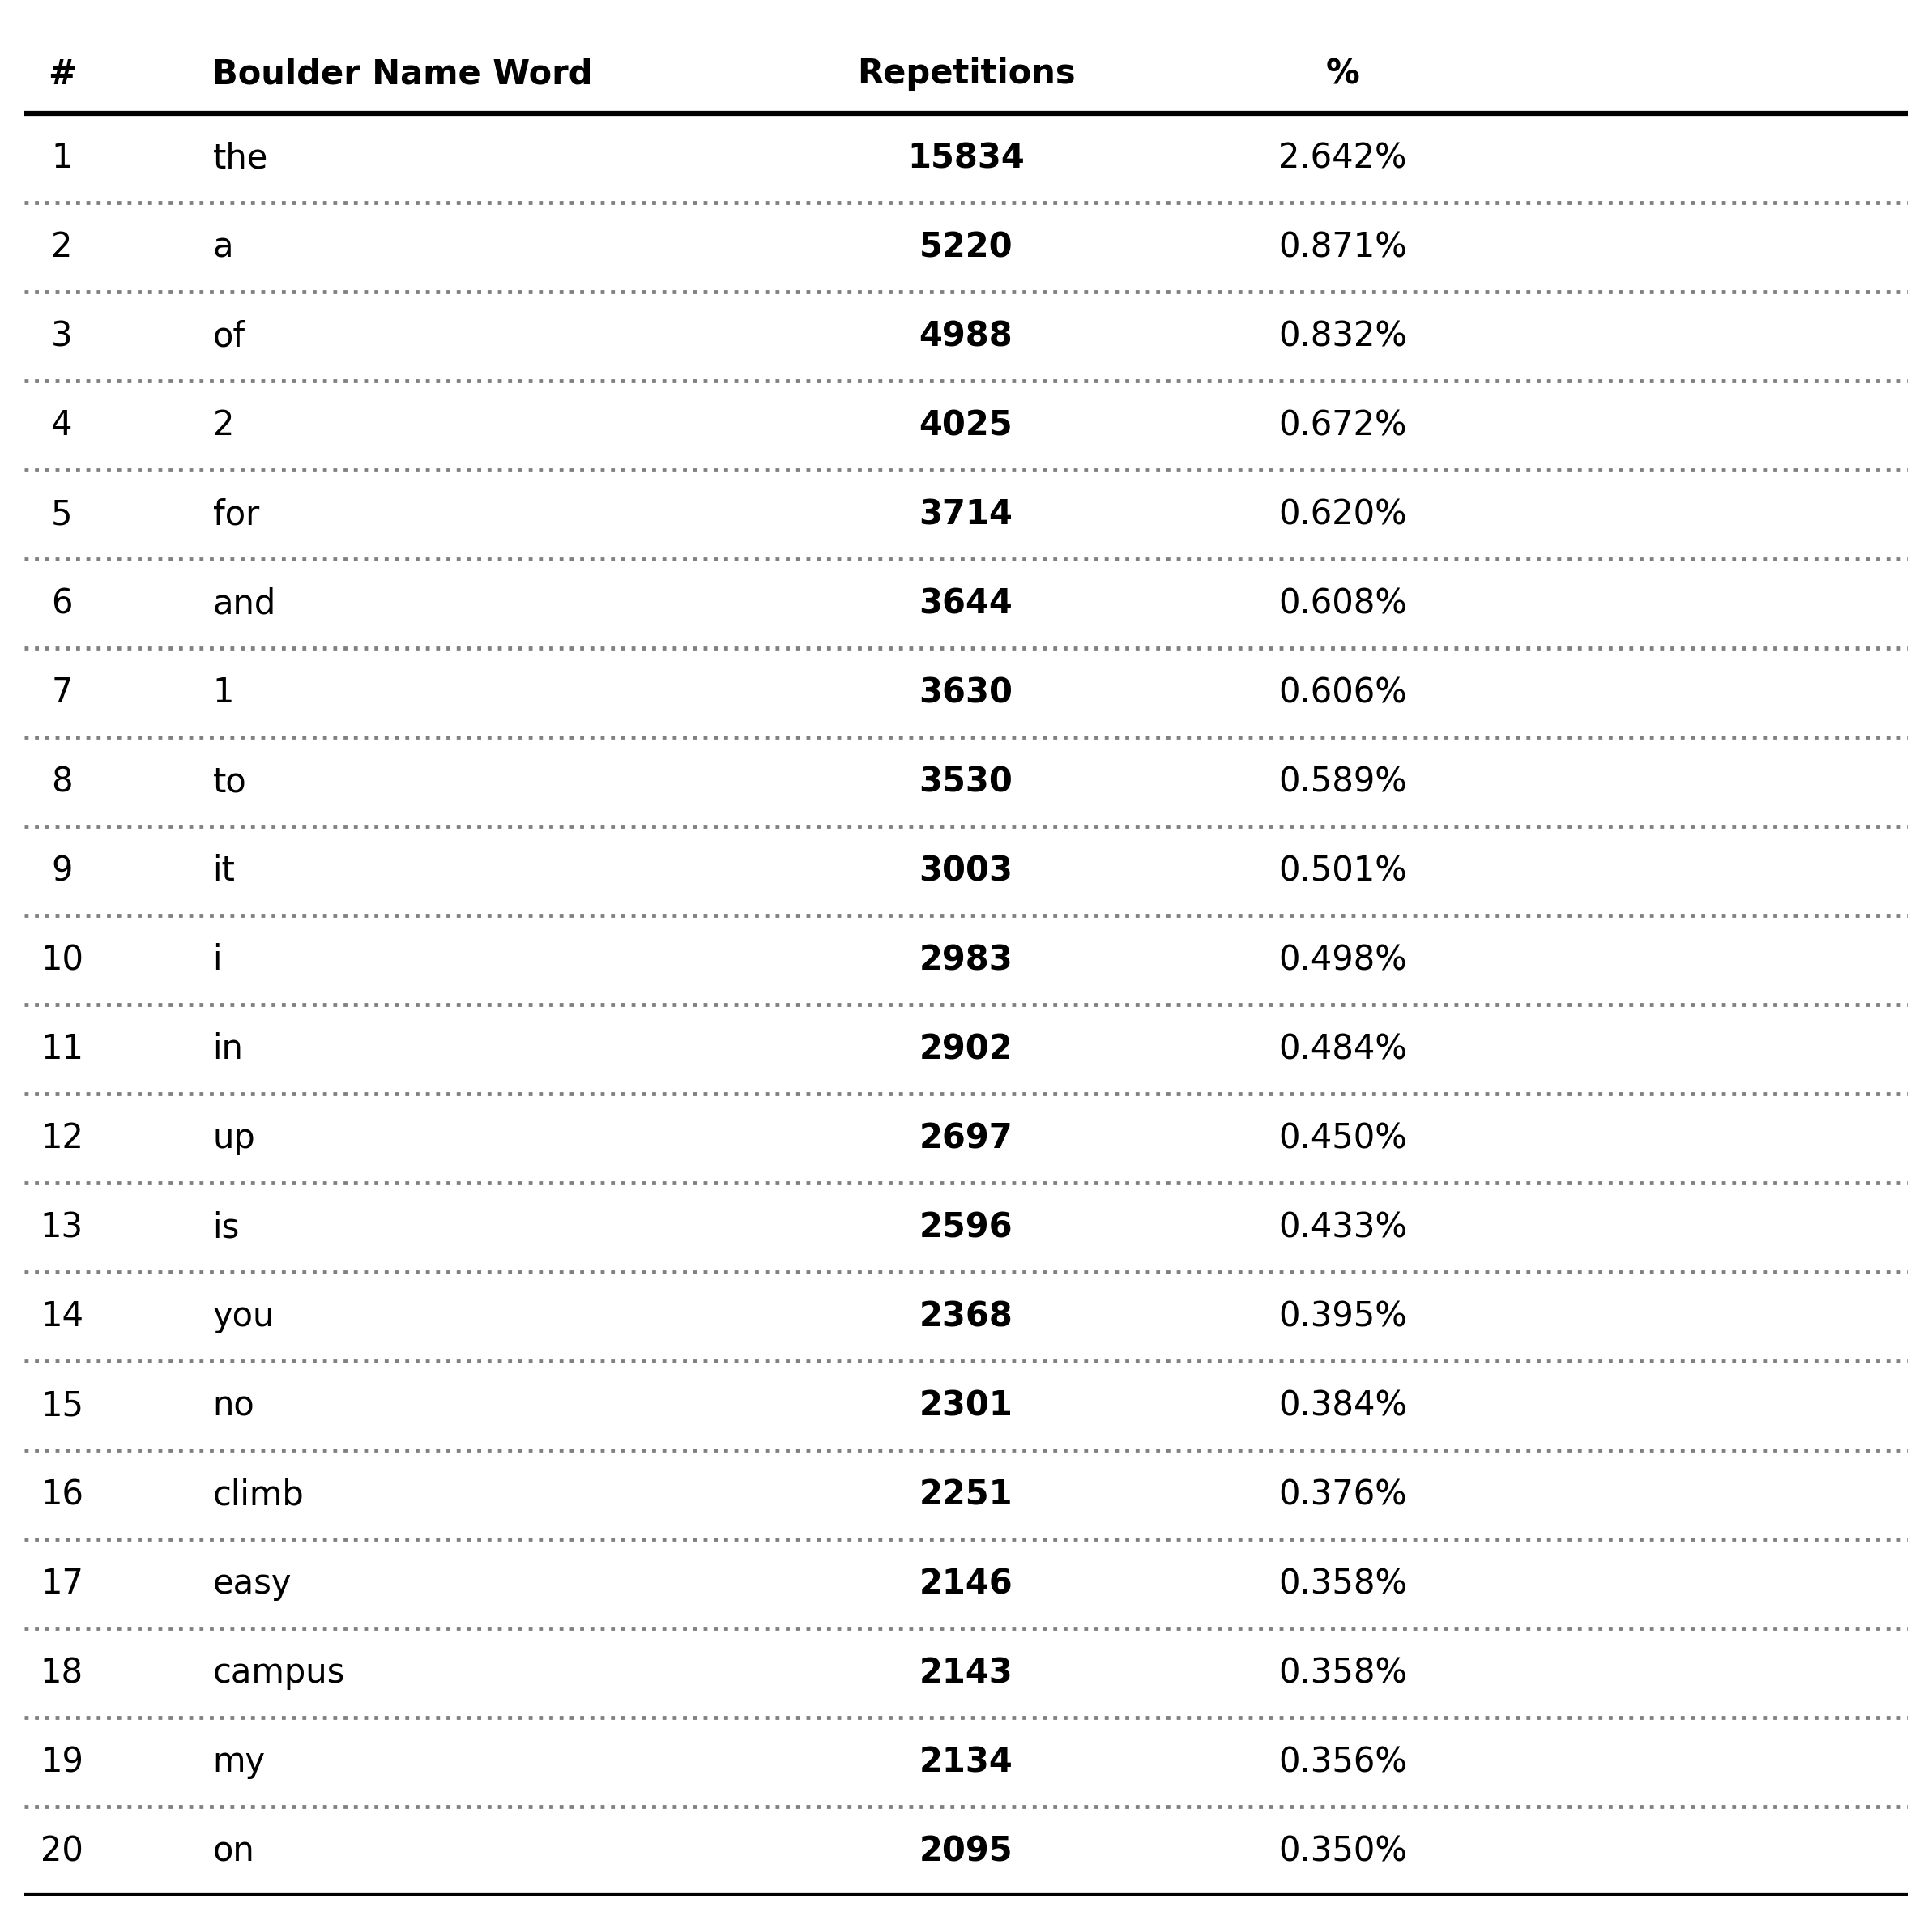 # Boulder Name Word Repetitions %
1 the 15834 2.642%
2 a 5220 0.871%
3 of 4988 0.832%
4 2 4025 0.672%
5 for 3714 0.620%
6 and 3644 0.608%
7 1 3630 0.606%
8 to 3530 0.589%
9 it 3003 0.501%
10 i 2983 0.498%
11 in 2902 0.484%
12 up 2697 0.450%
13 is 2596 0.433%
14 you 2368 0.395%
15 no 2301 0.384%
16 climb 2251 0.376%
17 easy 2146 0.358%
18 campus 2143 0.358%
19 my 2134 0.356%
20 on 2095 0.350%